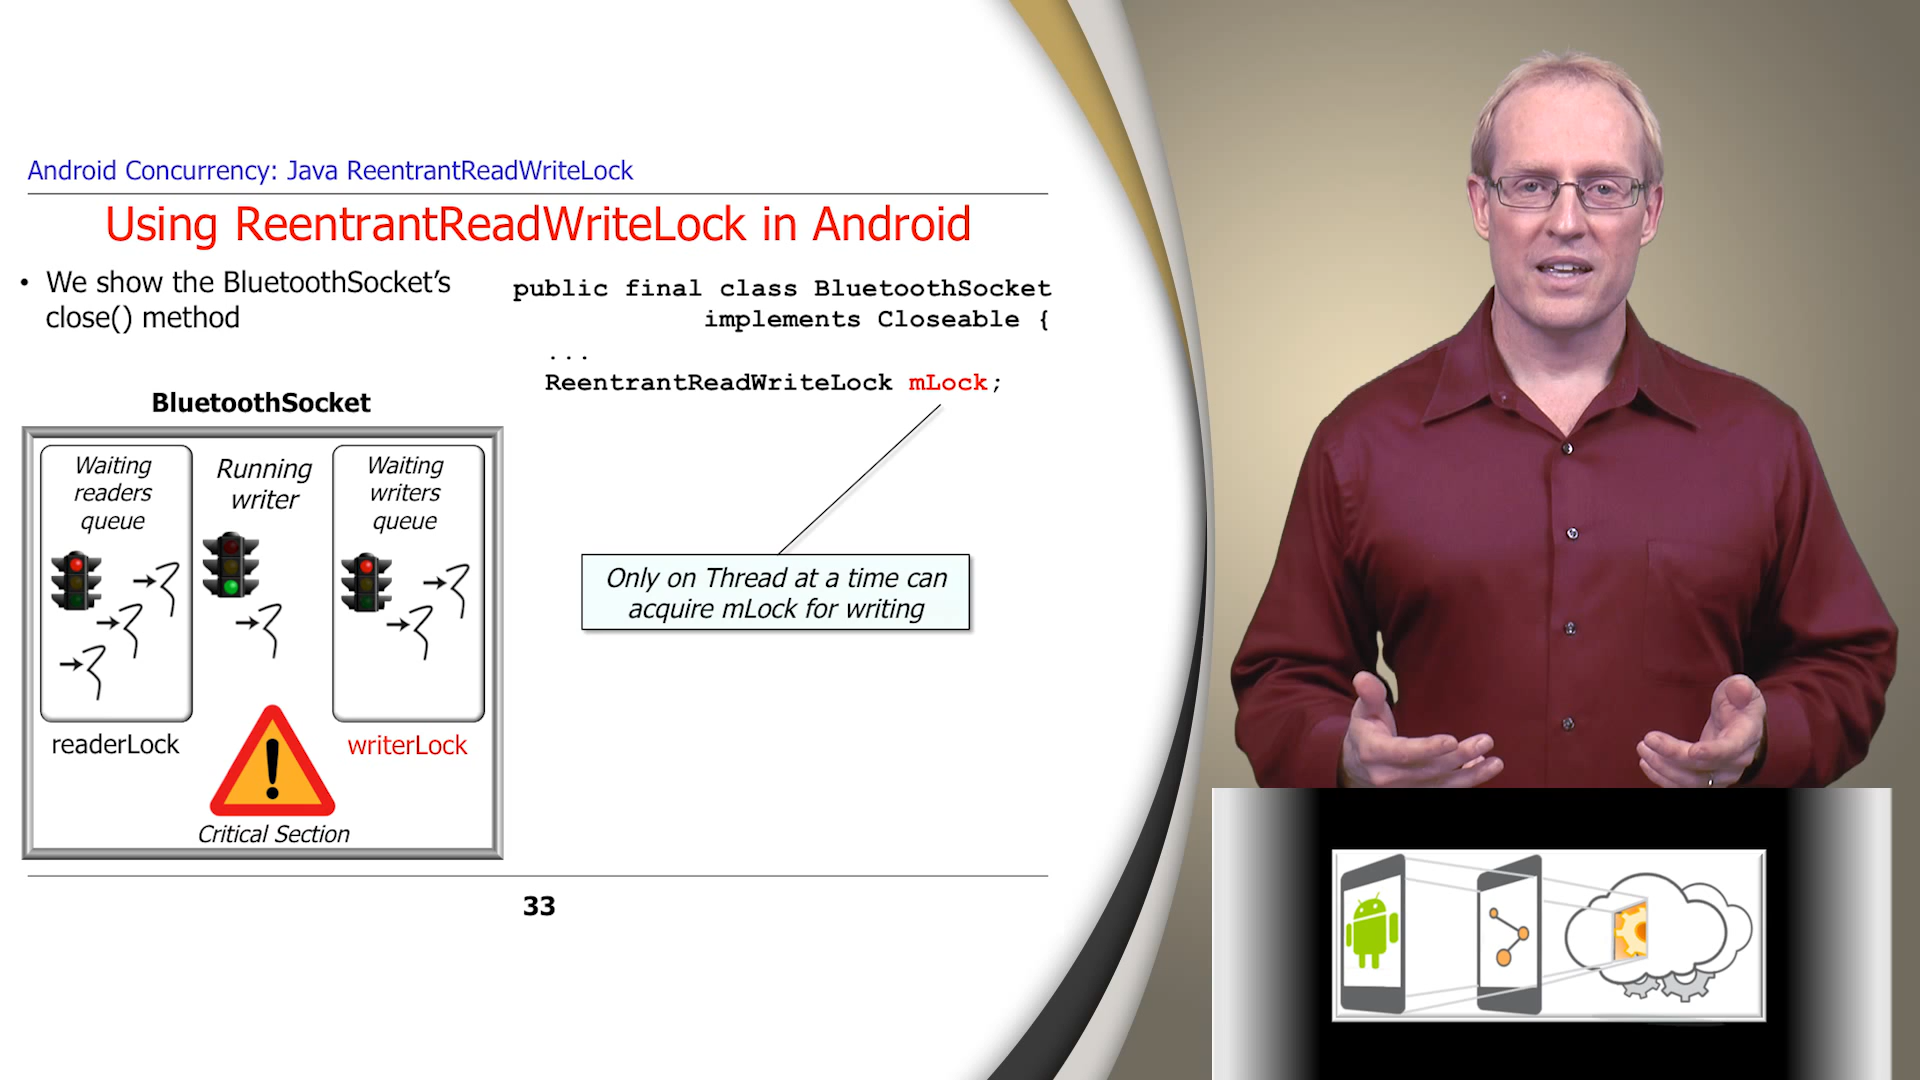 Android Concurrency: Java ReentrantReadWriteLock
Using ReentrantReadWriteLock in Android
• We show the BluetoothSocket’s
close() method
public final class BluetoothSocket
implements Closeable {
...
ReentrantReadWriteLock mLock;
BluetoothSocket
Waiting
readers
queue
Running
writer
Waiting
writers
queue
readerLock
writerLock
Critical Section
Only on Thread at a time can
acquire mLock for writing
33